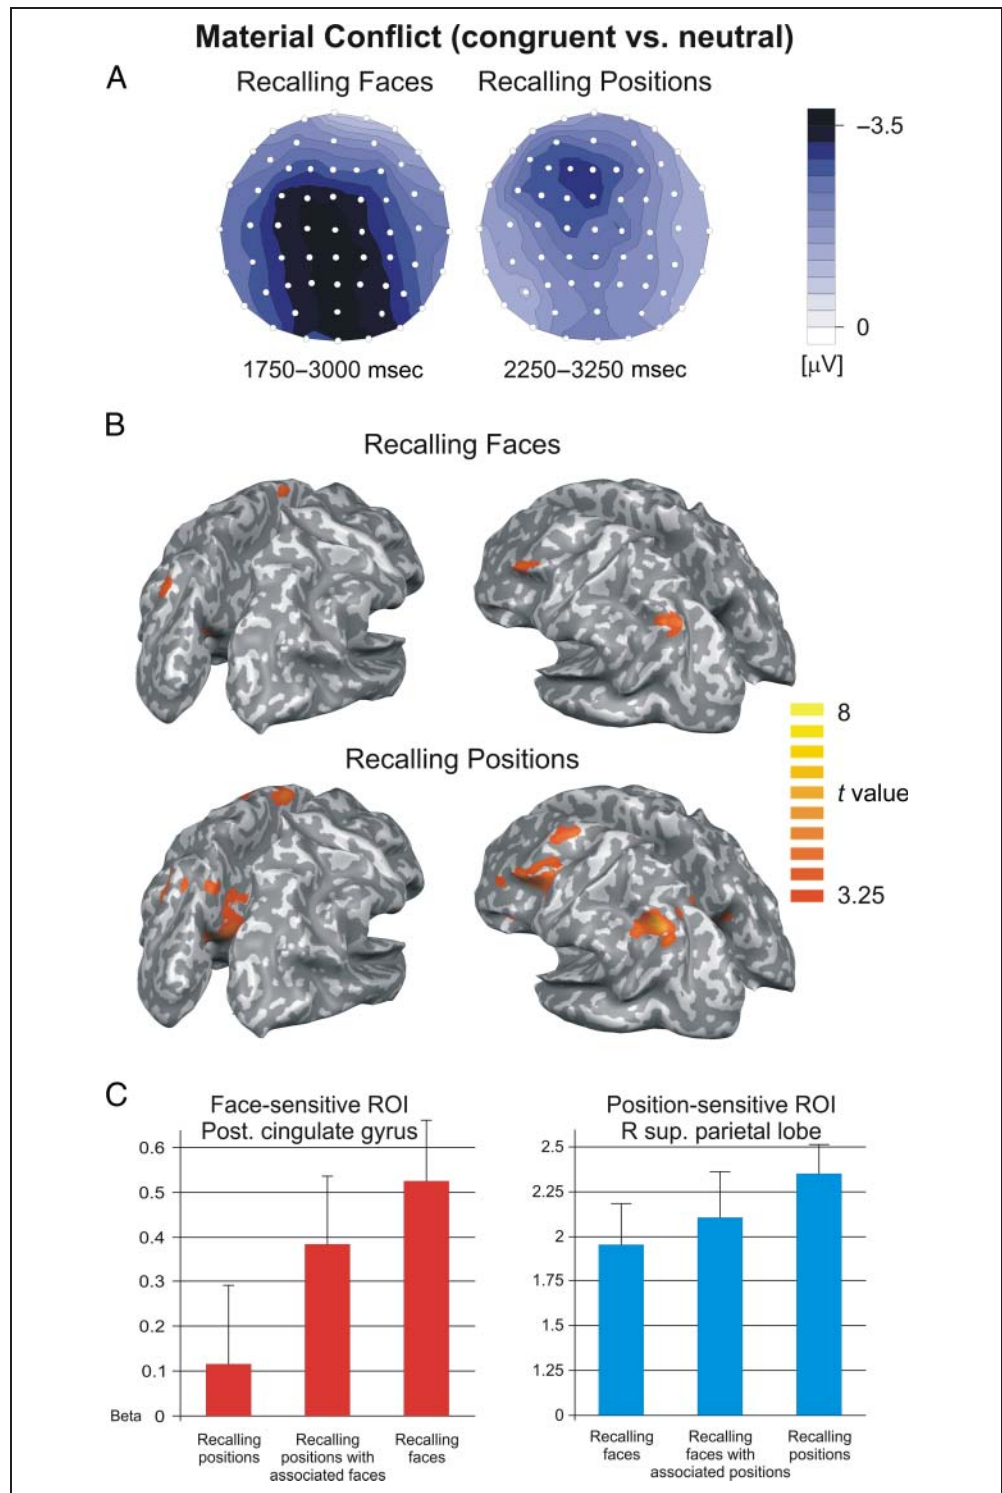 Material Conflict (congruent vs. neutral)
A
Recalling Faces
Recalling Positions
−3.5
0
[μV]
1750–3000 msec
2250–3250 msec
B
Recalling Faces
Recalling Positions
8
t value
3.25
C
Face-sensitive ROI
Post. cingulate gyrus
0.6
0.5
0.4
0.3
0.2
0.1
Beta 0
Recalling
positions
Recalling
positions with
associated faces
Recalling
faces
Position-sensitive ROI
R sup. parietal lobe
2.5
2.25
2
1.75
1.5
1.25
0
Recalling
faces
Recalling
faces with
associated positions
Recalling
positions